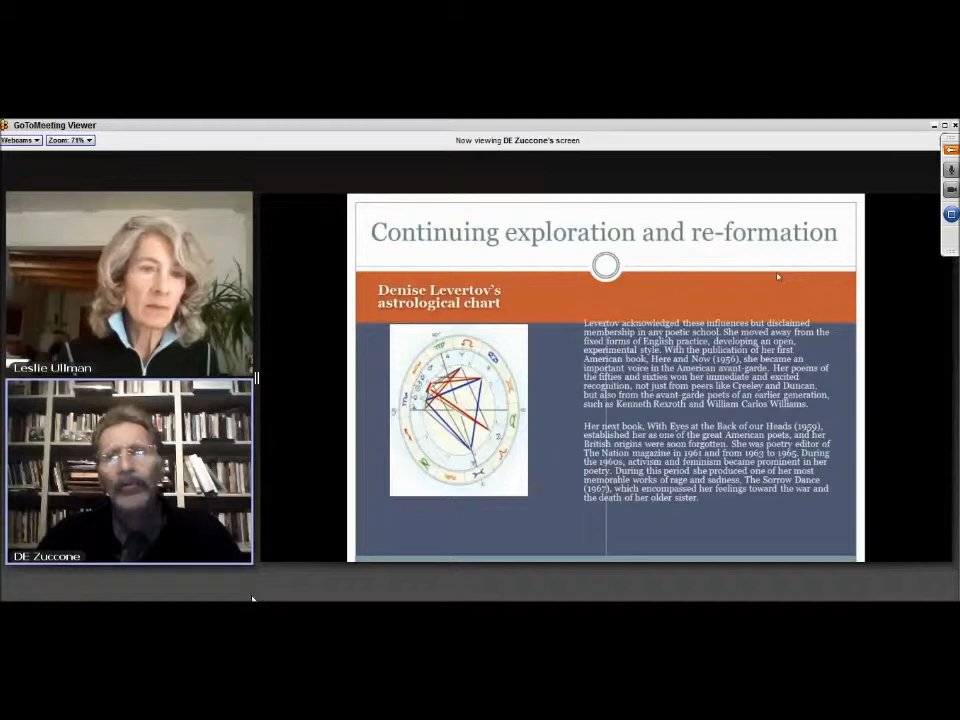 GoToMeeting Viewer
Webcams
Zoom: 71%
Now viewing DE Zuccone's screen
Leslie Ullman
DE Zuccone
Continuing exploration and re-formation
Denise Levertov's
astrological chart
Levertov acknowledged these influences but disclaimed
membership in any poetic school. She moved away from the
fixed forms of English practice, developing an open,
experimental style. With the publication of her first
American book, Here and Now (1956), she became an
important voice in the American avant-garde. Her poems of
the fifties and sixties won her immediate and excited
recognition, not just from peers like Creeley and Duncan,
but also from the avant-garde poets of an earlier generation,
such as Kenneth Rexroth and William Carlos Williams.
Her next book, With Eyes at the Back of our Heads (1959),
established her as one of the great American poets, and her
British origins were soon forgotten. She was poetry editor of
The Nation magazine in 1961 and from 1963 to 1965. During
the 1960s, activism and feminism became prominent in her
poetry. During this period she produced one of her most
memorable works of rage and sadness, The Sorrow Dance
(1967), which encompassed her feelings toward the war and
the death of her older sister.